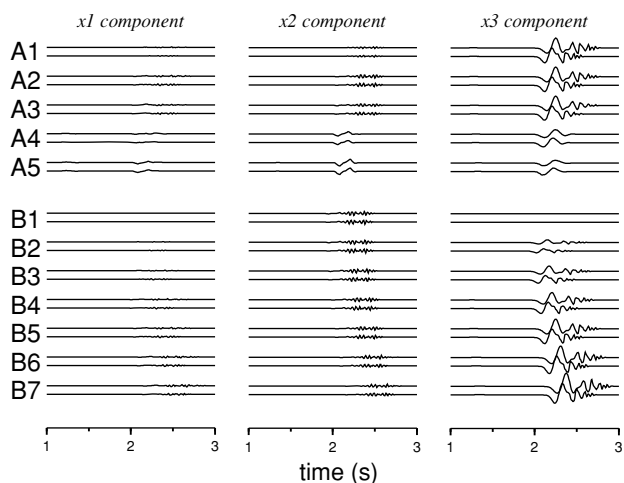 x1 component x2 component x3 component
A1
A2
A3
A4
A5
B1
B2
B3
B4
B5
B6
B7
1 2 3 1 2 3 1 2 3
time (s)